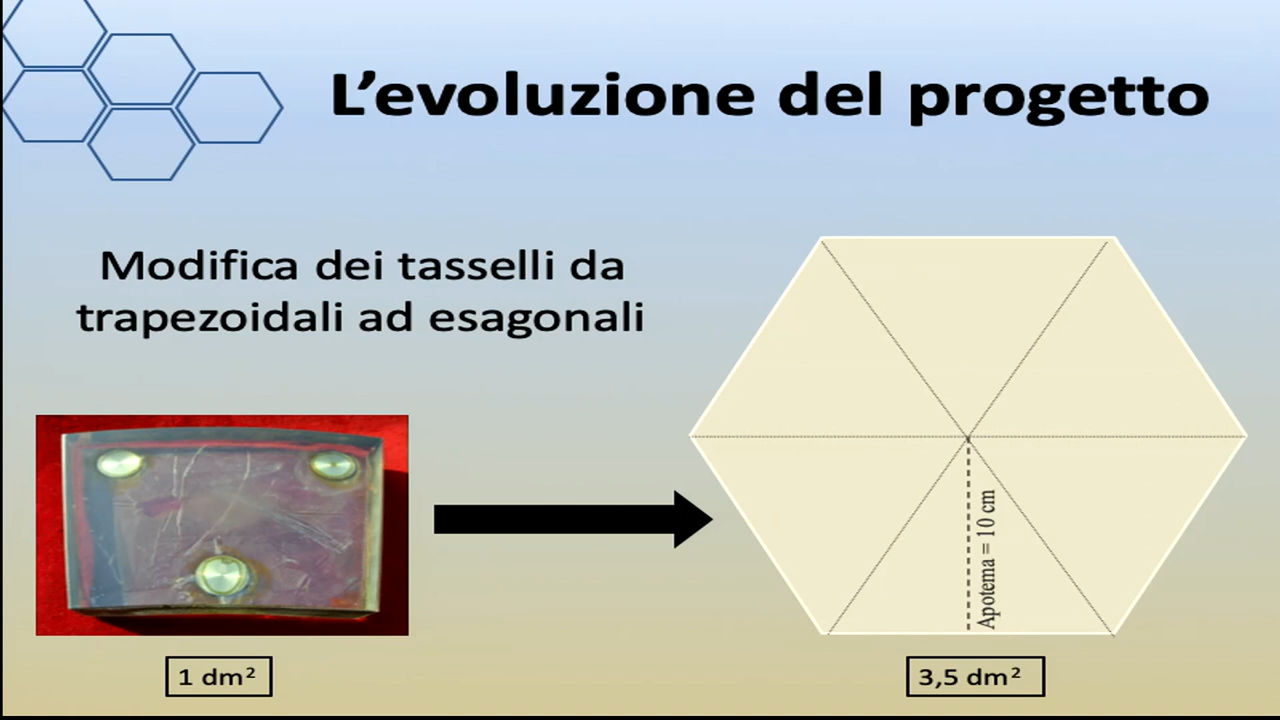 L’evoluzione del progetto
Modifica dei tasselli da
trapezoidali ad esagonali
Apotema = 10 cm
1 dm²
3,5 dm²